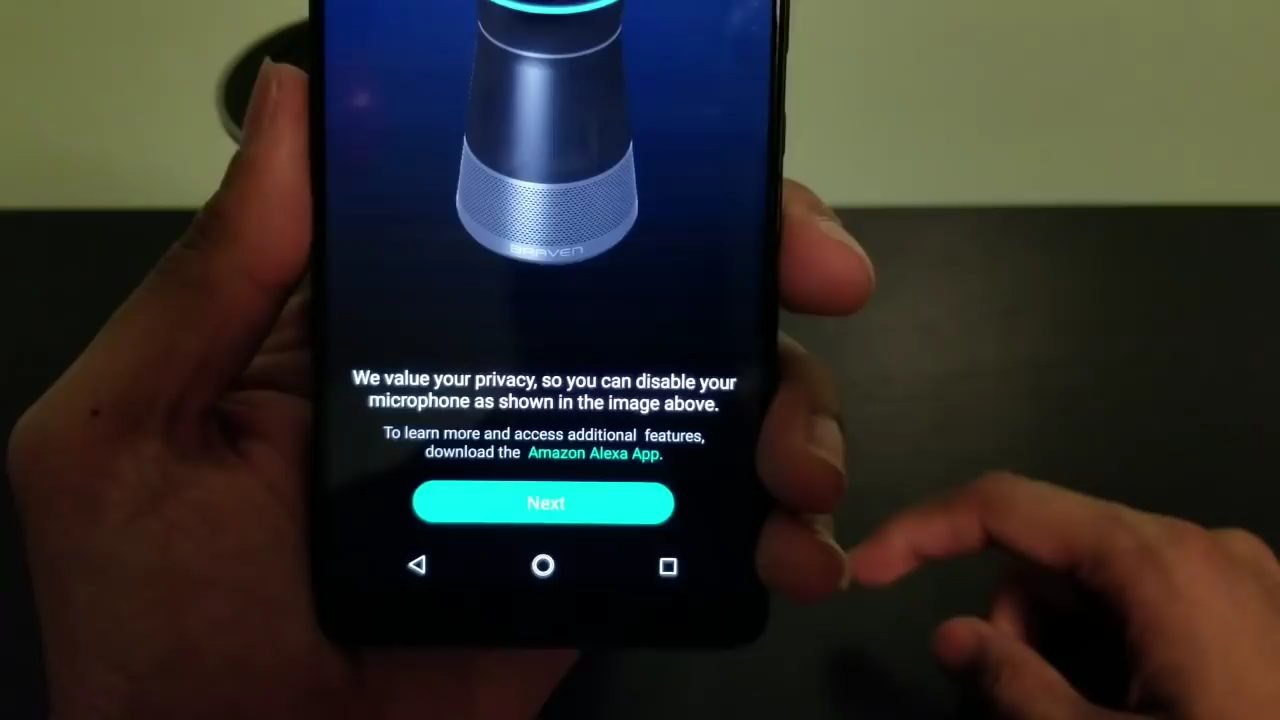 BRAVEN
We value your privacy, so you can disable your
microphone as shown in the image above.
To learn more and access additional features,
download the Amazon Alexa App.
Next